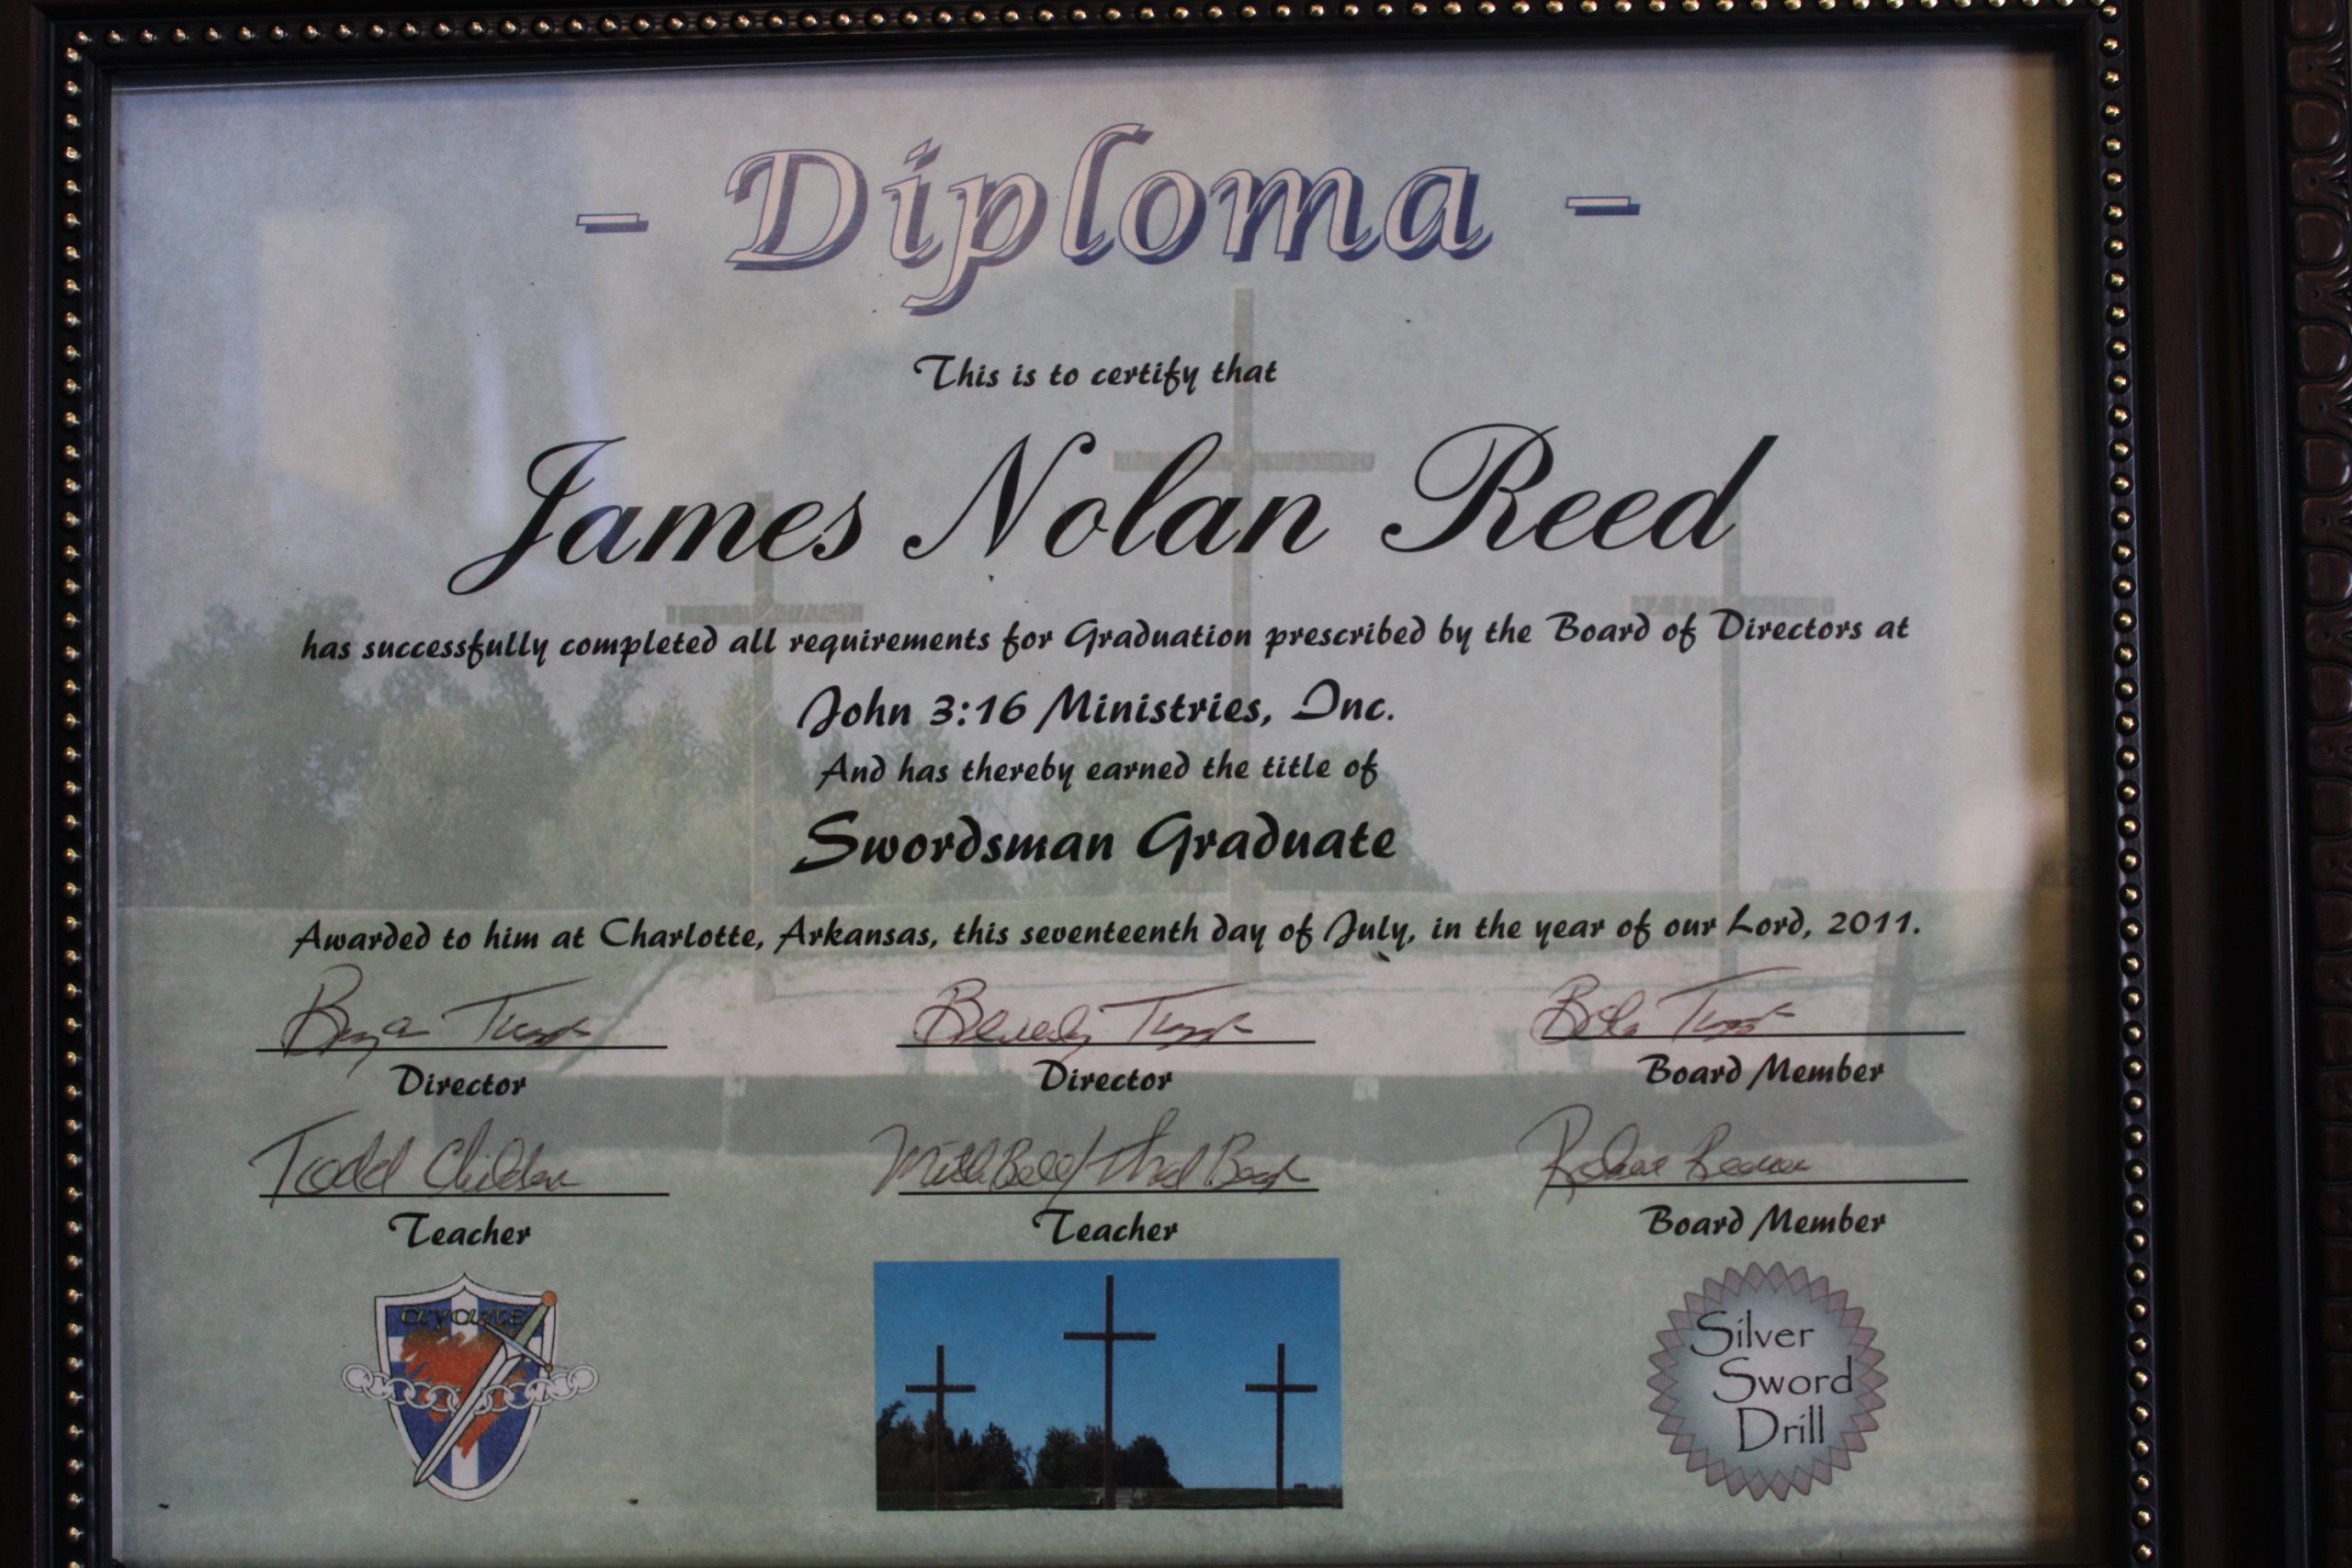 - Diploma -
This is to certify that
James Nolan Reed
has successfully completed all requirements for Graduation prescribed by the Board of Directors at
John 3:16 Ministries, Inc.
And has thereby earned the title of
Swordsman Graduate
Awarded to him at Charlotte, Arkansas, this seventeenth day of July, in the year of our Lord, 2011.
Beverly
Director Director Board Member
Todd
Teacher Teacher Board Member
Silver
Sword
Drill